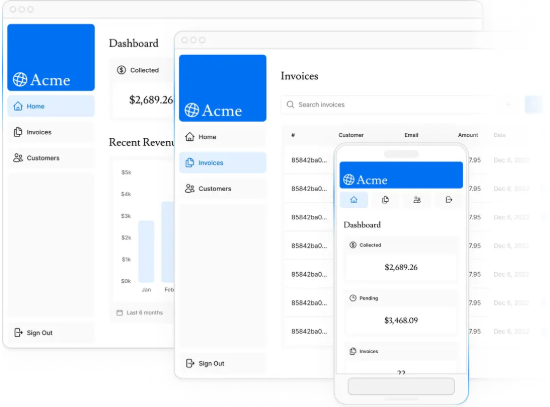 Acme
Home
Invoices
Customers
Sign Out
Dashboard
Collected
$2,689.26
Recent Revenu
$5k
$4k
$3k
$2k
$1k
$0k
Jan Feb
Last 6 months
Acme
Home
Invoices
Customers
Sign Out
Invoices
Search invoices
# Customer Email Amount Date
85842ba0... 7.95 Dec 6, 2022
85842ba0... 7.95 Dec 6, 2022
85842ba0... 7.95 Dec 6, 2022
85842ba0... 7.95 Dec 6, 2022
85842ba0... 7.95 Dec 6, 2022
85842ba0... 7.95 Dec 6, 2022
85842ba0... 7.95 Dec 6, 2022
Acme
Dashboard
Collected
$2,689.26
Pending
$3,468.09
Invoices
22